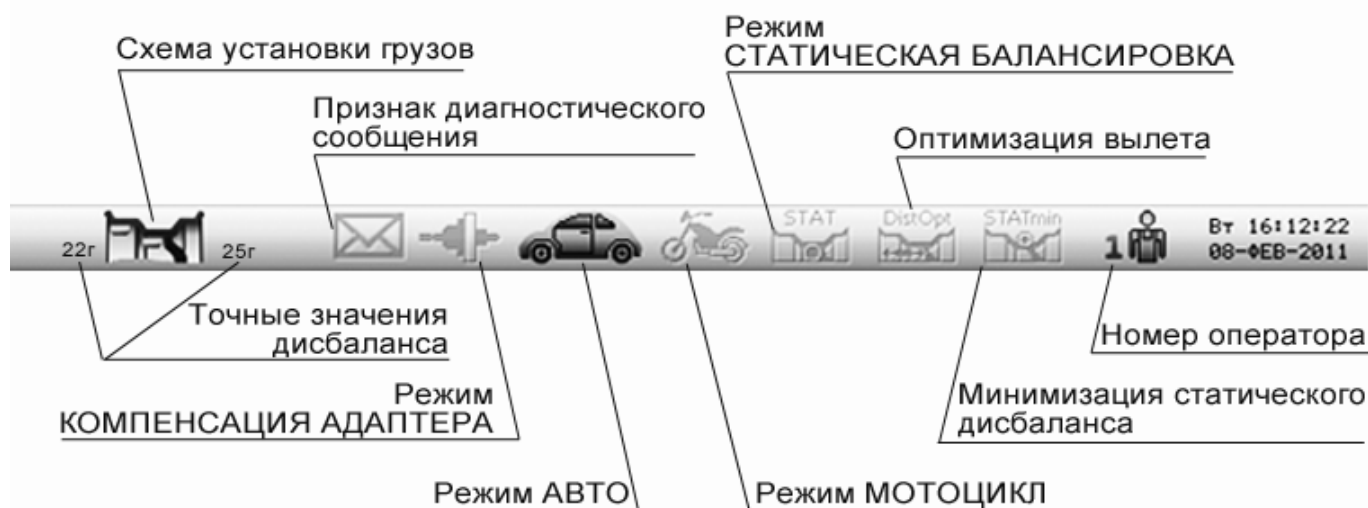 Режим
СТАТИЧЕСКАЯ БАЛАНСИРОВКА
Схема установки грузов
Признак диагностического
сообщения
Оптимизация вылета
STAT
DistOpt
STATmin
22г
25г
1
Вт 16:12:22
08-ФЕВ-2011
Точные значения
дисбаланса
Номер оператора
Режим
КОМПЕНСАЦИЯ АДАПТЕРА
Минимизация статического
дисбаланса
Режим АВТО
Режим МОТОЦИКЛ